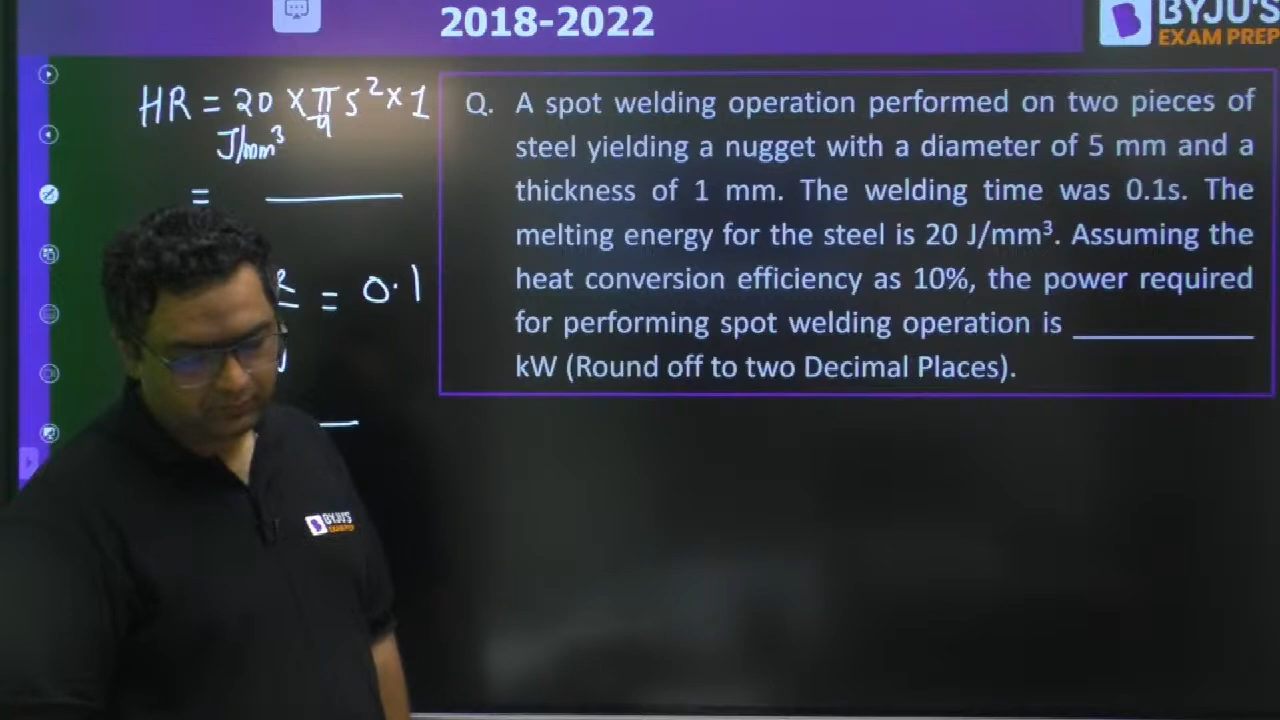 2018-2022
BYJU'S
EXAM PREP
HR = 20 × π/4 5² × 1
J/mm³
=
= 0.1
Q. A spot welding operation performed on two pieces of
steel yielding a nugget with a diameter of 5 mm and a
thickness of 1 mm. The welding time was 0.1s. The
melting energy for the steel is 20 J/mm³. Assuming the
heat conversion efficiency as 10%, the power required
for performing spot welding operation is __________
kW (Round off to two Decimal Places).
BYJU'S
EXAM PREP